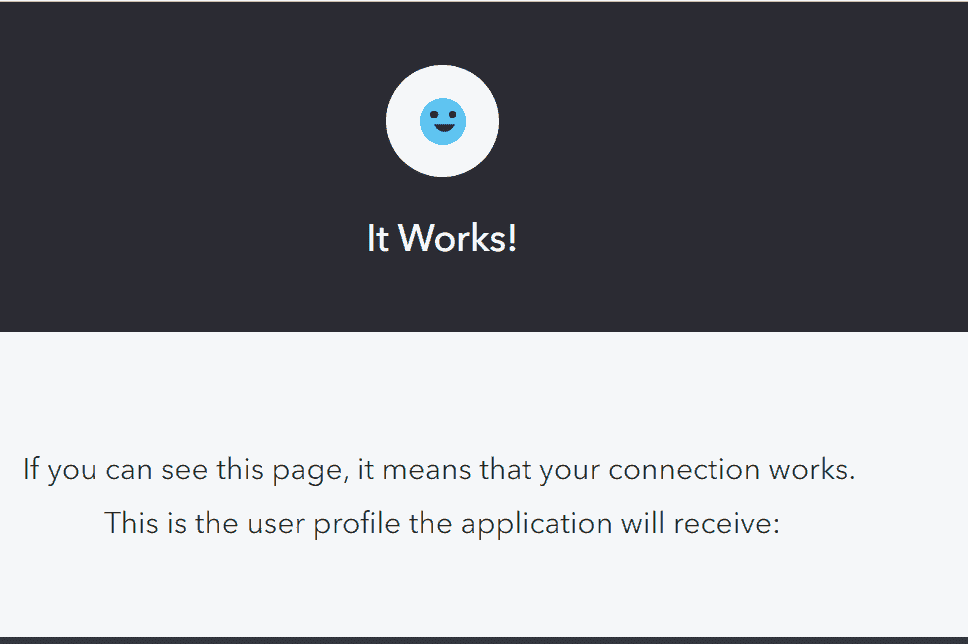 It Works!
If you can see this page, it means that your connection works.
This is the user profile the application will receive: